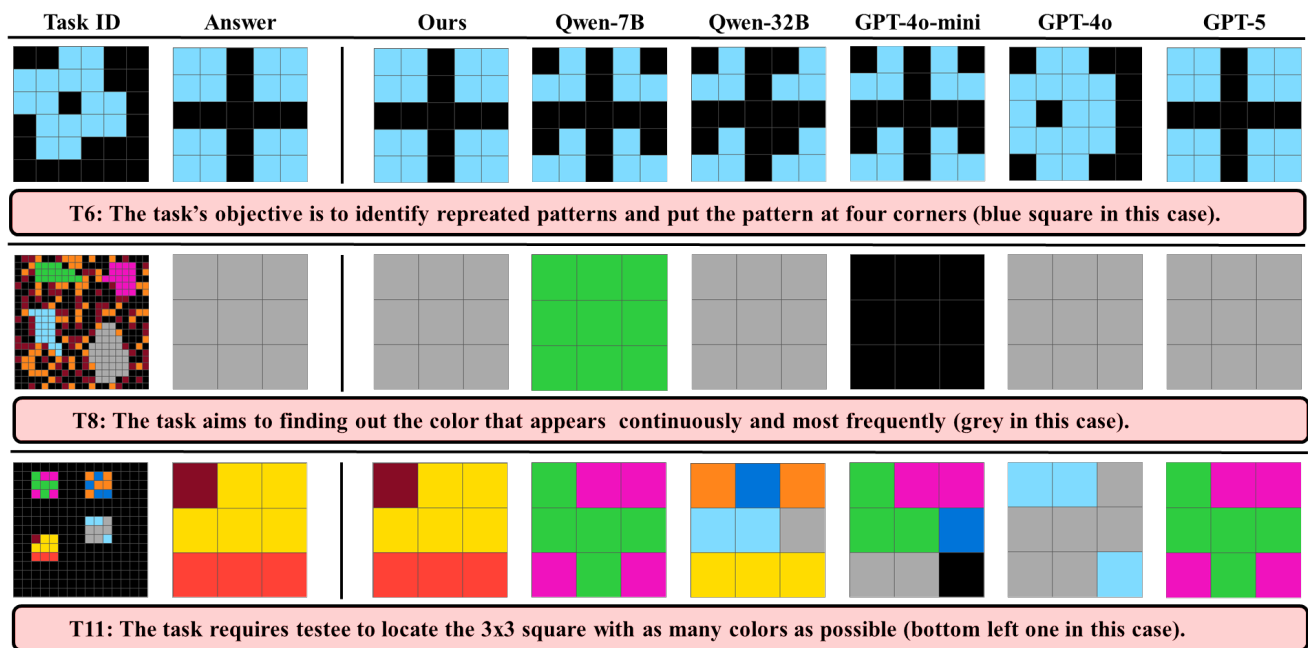 Task ID Answer Ours Qwen-7B Qwen-32B GPT-4o-mini GPT-4o GPT-5
T6: The task's objective is to identify repreated patterns and put the pattern at four corners (blue square in this case).
T8: The task aims to finding out the color that appears continuously and most frequently (grey in this case).
T11: The task requires testee to locate the 3x3 square with as many colors as possible (bottom left one in this case).